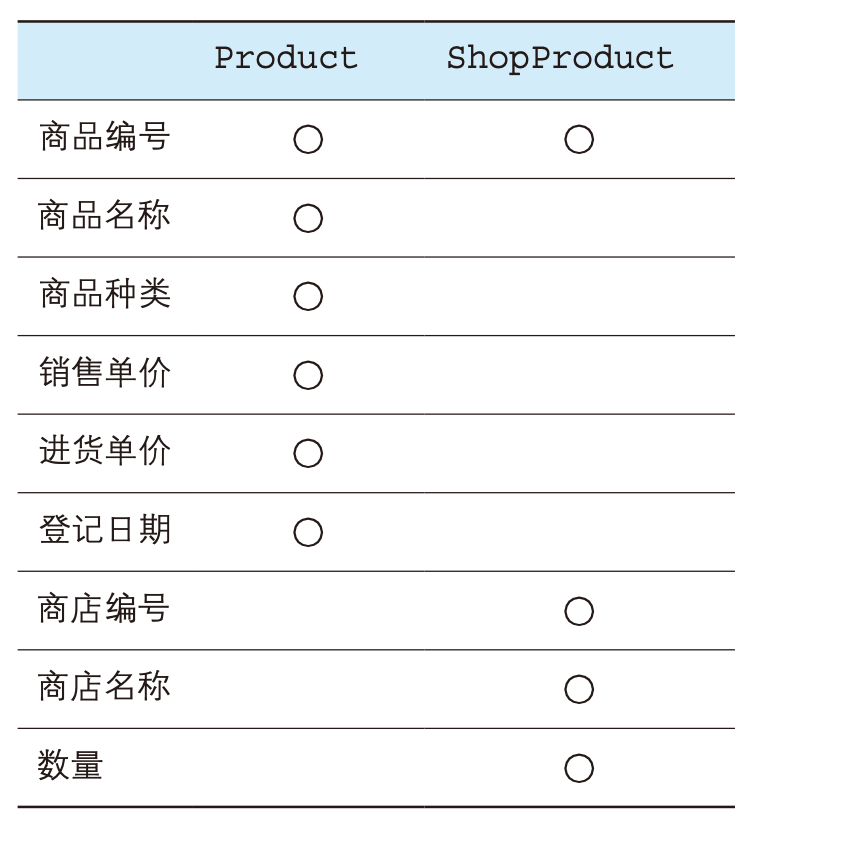 Product ShopProduct
商品编号 ○ ○
商品名称 ○
商品种类 ○
销售单价 ○
进货单价 ○
登记日期 ○
商店编号 ○
商店名称 ○
数量 ○